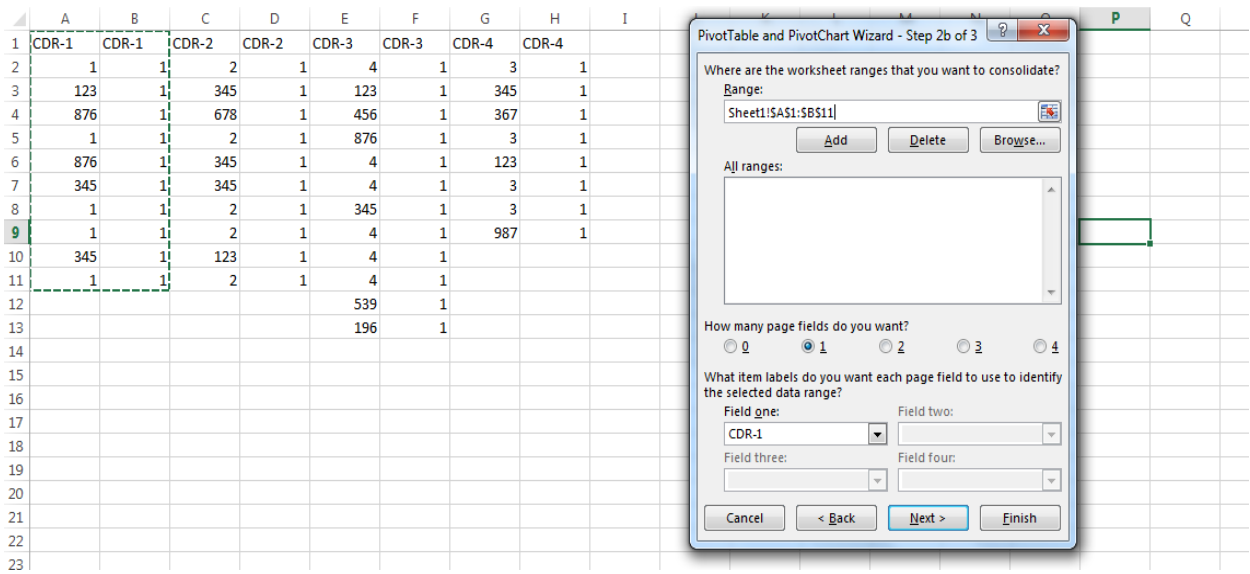 A B C D E F G H I P Q
1 CDR-1 CDR-1 CDR-2 CDR-2 CDR-3 CDR-3 CDR-4 CDR-4
2 1 1 2 1 4 1 3 1
3 123 1 345 1 123 1 345 1
4 876 1 678 1 456 1 367 1
5 1 1 2 1 876 1 3 1
6 876 1 345 1 4 1 123 1
7 345 1 345 1 4 1 3 1
8 1 1 2 1 345 1 3 1
9 1 1 2 1 4 1 987 1
10 345 1 123 1 4 1
11 1 1 2 1 4 1
12 539 1
13 196 1
14
15
16
17
18
19
20
21
22
23
PivotTable and PivotChart Wizard - Step 2b of 3
Where are the worksheet ranges that you want to consolidate?
Range:
Sheet1!$A$1:$B$11
Add Delete Browse...
All ranges:
How many page fields do you want?
0 1 2 3 4
What item labels do you want each page field to use to identify
the selected data range?
Field one: Field two:
CDR-1
Field three: Field four:
Cancel < Back Next > Finish